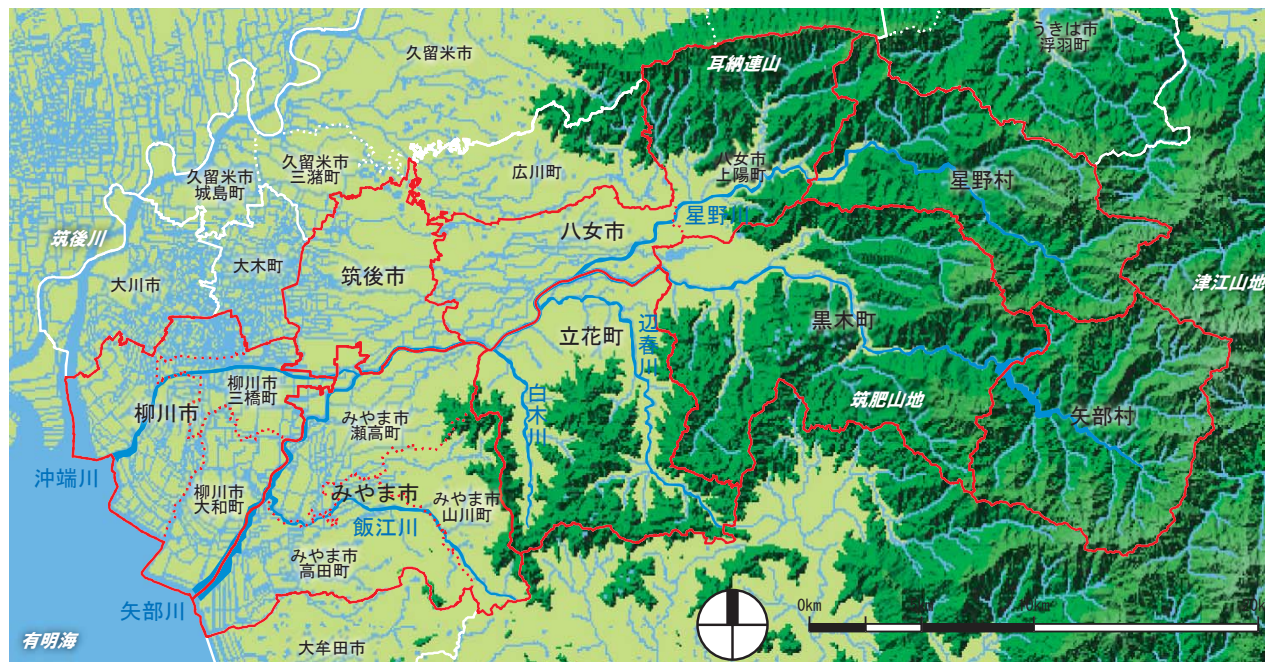 久留米市
うきは市
浮羽町
耳納連山
久留米市
三潴町
久留米市
城島町
広川町
八女市
上陽町
星野村
筑後川
大川市
大木町
筑後市
八女市
星野川
津江山地
立花町
辺春川
黒木町
柳川市
柳川市
三橋町
みやま市
瀬高町
白木川
筑肥山地
矢部村
沖端川
柳川市
大和町
みやま市
飯江川
みやま市
山川町
みやま市
高田町
矢部川
有明海
大牟田市
0km
10km